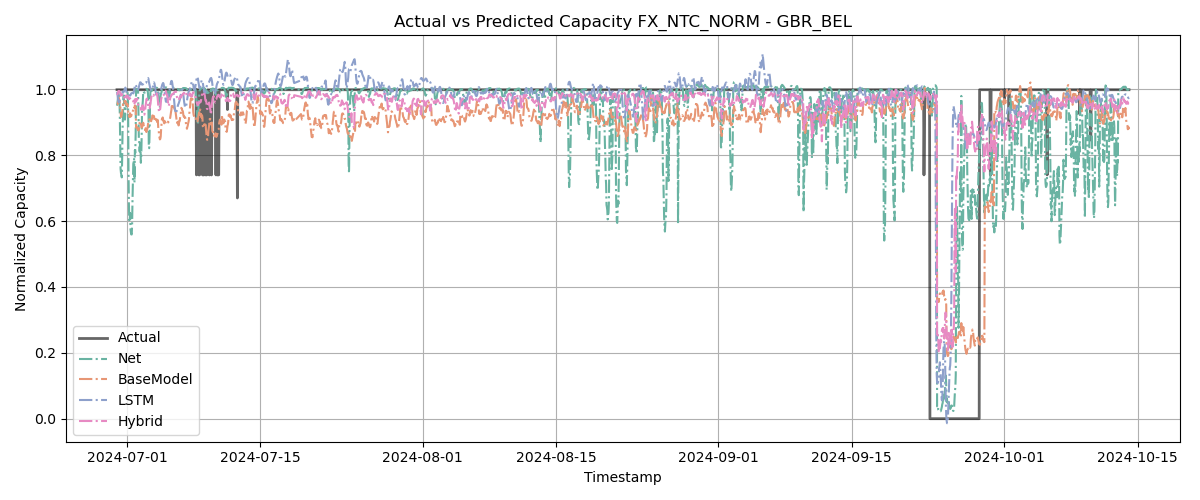 Actual vs Predicted Capacity FX_NTC_NORM - GBR_BEL
Normalized Capacity
1.0
0.8
0.6
0.4
0.2
0.0
Actual
Net
BaseModel
LSTM
Hybrid
2024-07-01 2024-07-15 2024-08-01 2024-08-15 2024-09-01 2024-09-15 2024-10-01 2024-10-15
Timestamp